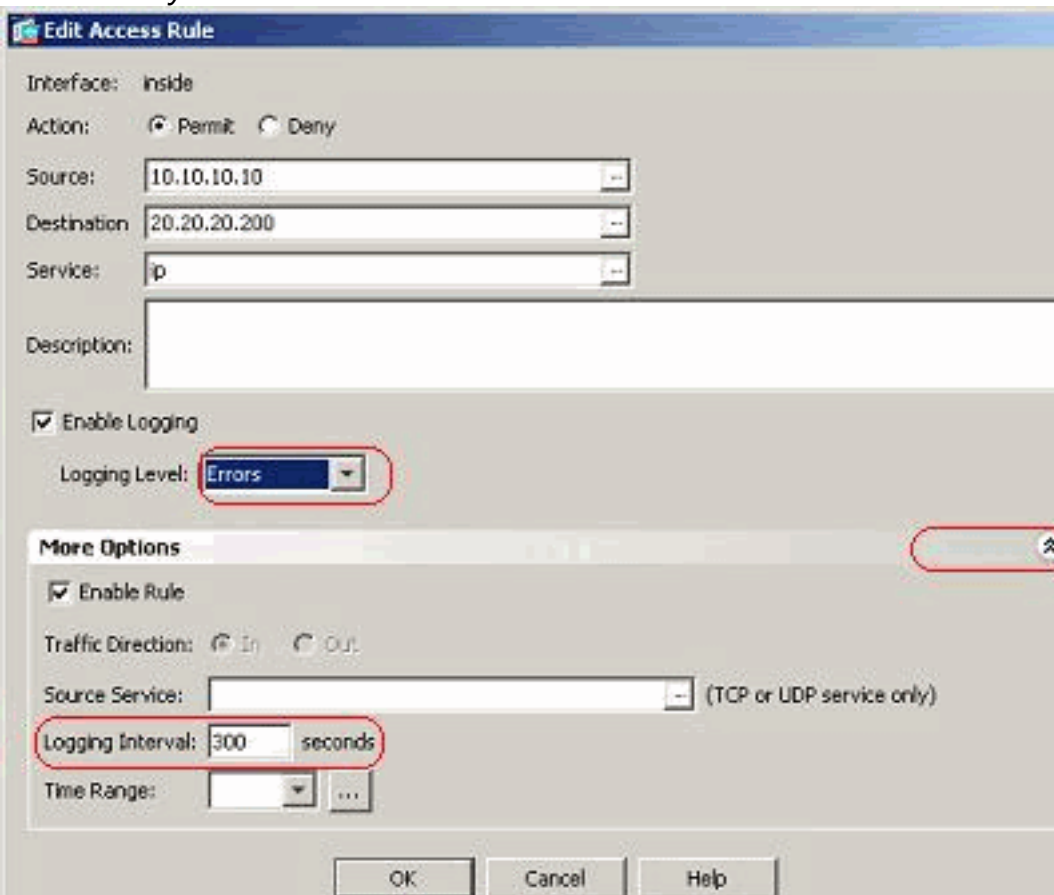 Edit Access Rule
Interface: inside
Action: Permit Deny
Source: 10.10.10.10
Destination 20.20.20.200
Service: ip
Description:
Enable Logging
Logging Level: Errors
More Options
Enable Rule
Traffic Direction: In Out
Source Service: (TCP or UDP service only)
Logging Interval: 300 seconds
Time Range:
OK Cancel Help